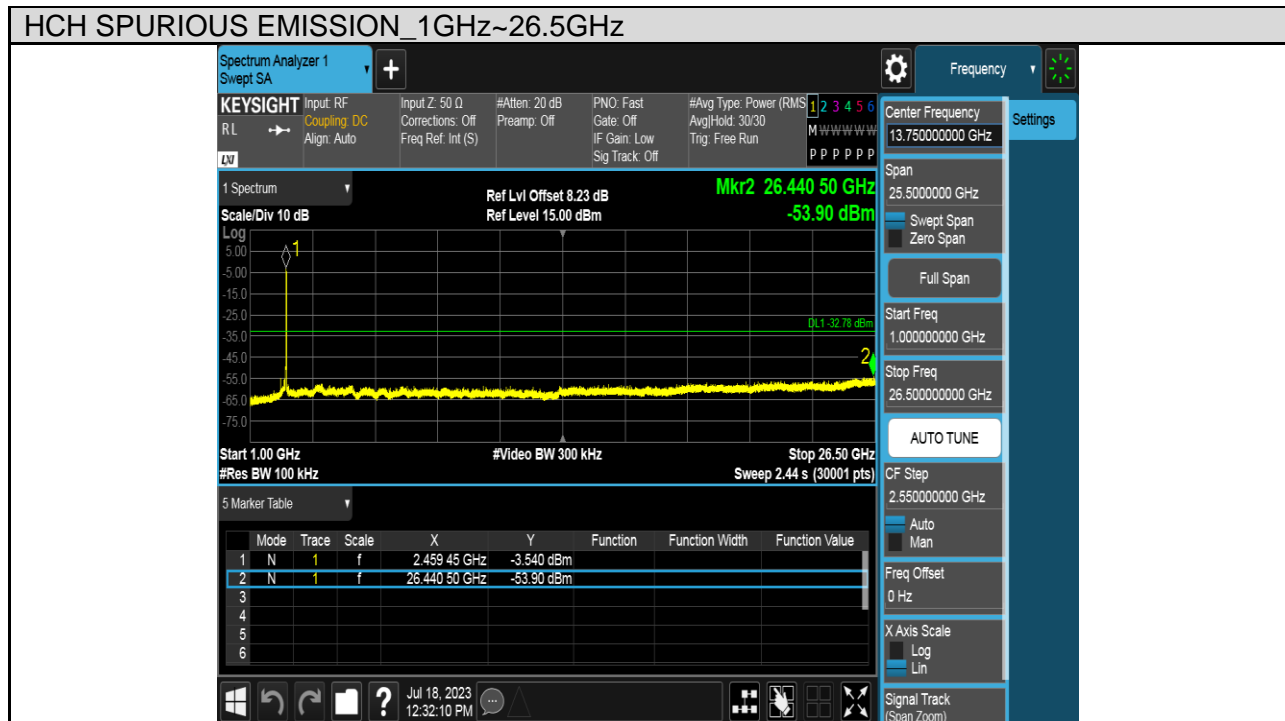 HCH SPURIOUS EMISSION_1GHz~26.5GHz
Spectrum Analyzer 1
Swept SA
+
Frequency
KEYSIGHT
RL
LXI
Input: RF
Coupling: DC
Align: Auto
Input Z: 50 Ω
Corrections: Off
Freq Ref: Int (S)
#Atten: 20 dB
Preamp: Off
PNO: Fast
Gate: Off
IF Gain: Low
Sig Track: Off
#Avg Type: Power (RMS
Avg|Hold: 30/30
Trig: Free Run
1 2 3 4 5 6
M W W W W W
P P P P P P
Center Frequency
13.750000000 GHz
Settings
1 Spectrum
Ref Lvl Offset 8.23 dB
Mkr2 26.440 50 GHz
Scale/Div 10 dB
Ref Level 15.00 dBm
-53.90 dBm
Log
5.00
-5.00
-15.0
-25.0
-35.0
-45.0
-55.0
-65.0
-75.0
1
DL1 -32.78 dBm
2
Start 1.00 GHz
#Video BW 300 kHz
Stop 26.50 GHz
#Res BW 100 kHz
Sweep 2.44 s (30001 pts)
Span
25.5000000 GHz
Swept Span
Zero Span
Full Span
Start Freq
1.000000000 GHz
Stop Freq
26.500000000 GHz
AUTO TUNE
CF Step
2.550000000 GHz
Auto
Man
Freq Offset
0 Hz
X Axis Scale
Log
Lin
Signal Track
(Span Zoom)
5 Marker Table
Mode Trace Scale X Y Function Function Width Function Value
1 N 1 f 2.459 45 GHz -3.540 dBm
2 N 1 f 26.440 50 GHz -53.90 dBm
3
4
5
6
?
Jul 18, 2023
12:32:10 PM